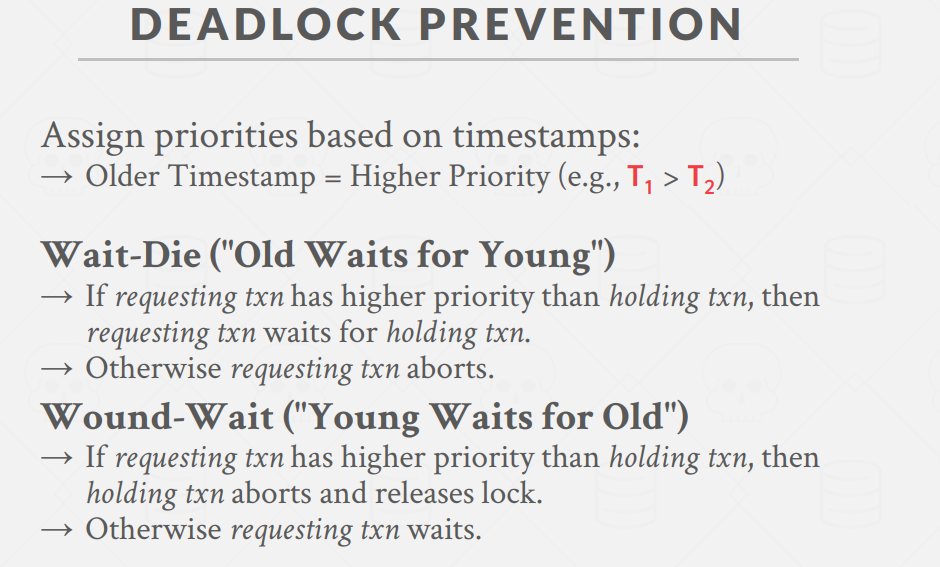 DEADLOCK PREVENTION
Assign priorities based on timestamps:
→ Older Timestamp = Higher Priority (e.g., T₁ > T₂)
Wait-Die ("Old Waits for Young")
→ If requesting txn has higher priority than holding txn, then
requesting txn waits for holding txn.
→ Otherwise requesting txn aborts.
Wound-Wait ("Young Waits for Old")
→ If requesting txn has higher priority than holding txn, then
holding txn aborts and releases lock.
→ Otherwise requesting txn waits.